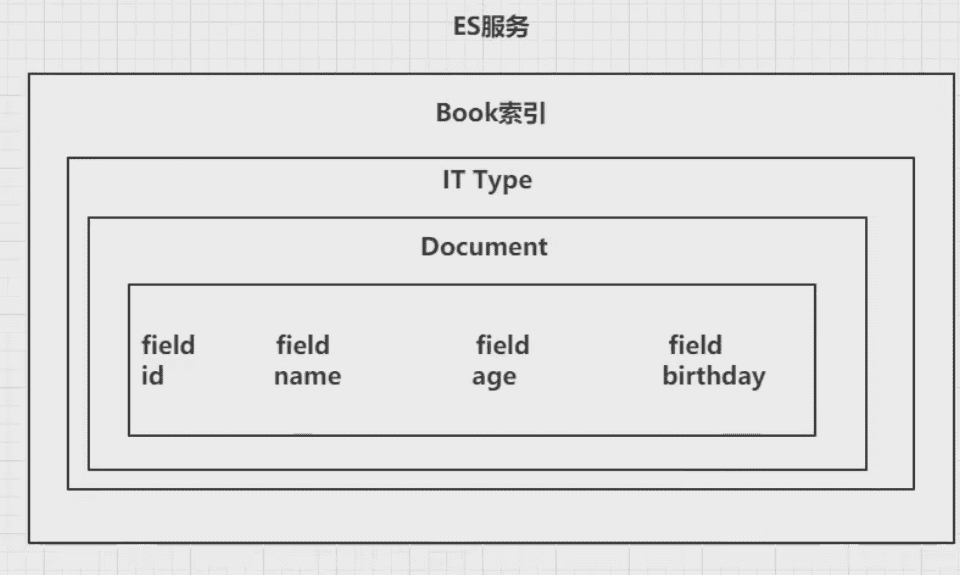 ES服务
Book索引
IT Type
Document
field field field field
id name age birthday